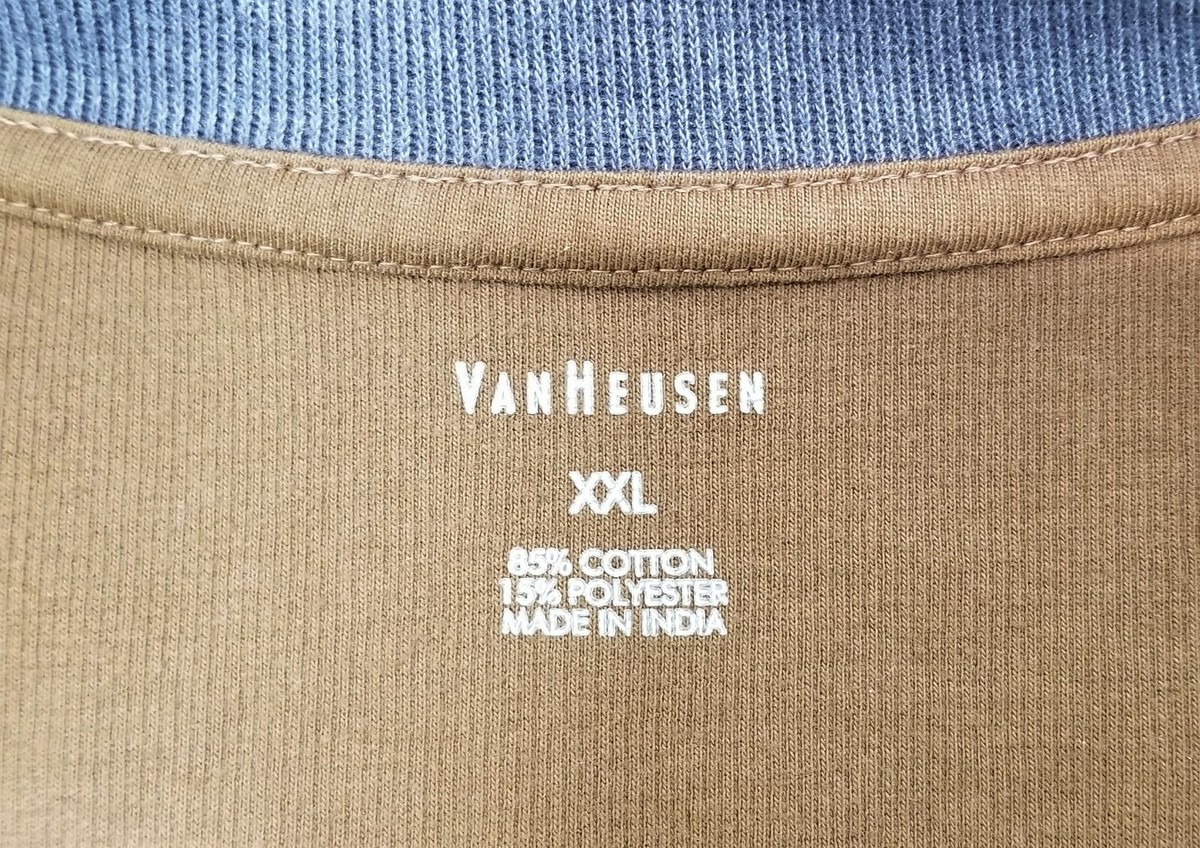 VANHEUSEN
XXL
85% COTTON
15% POLYESTER
MADE IN INDIA